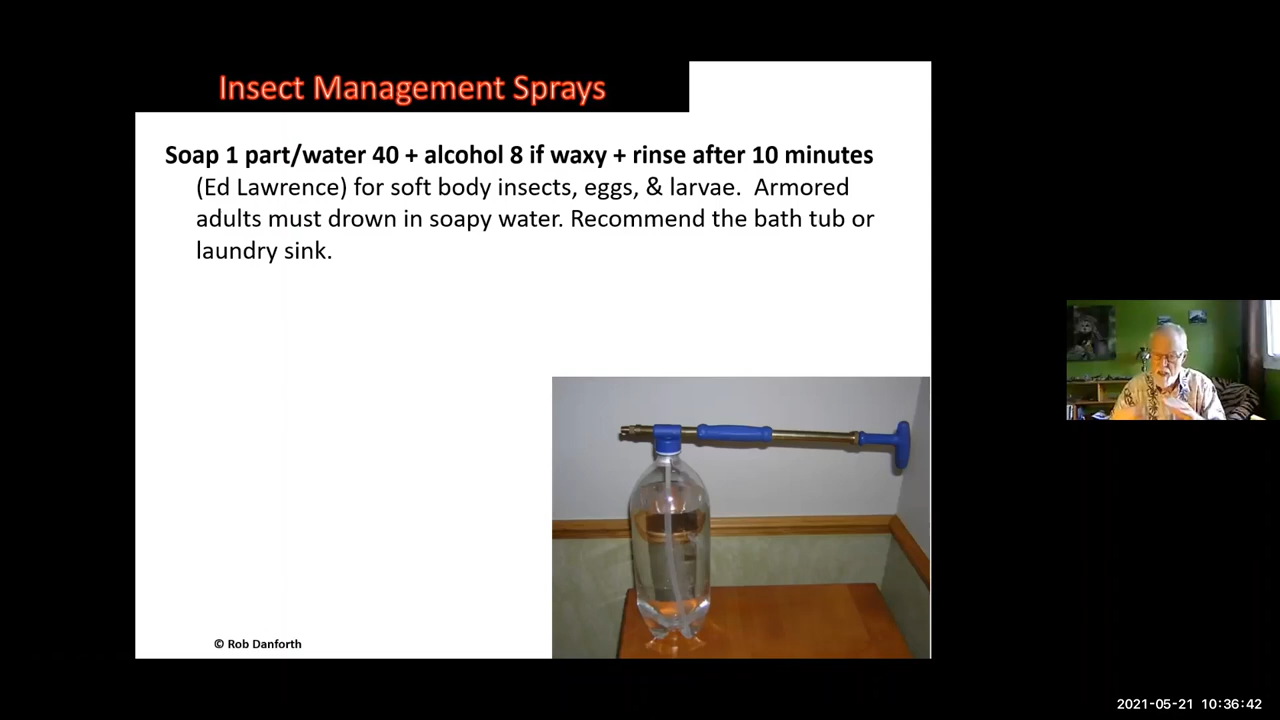 Insect Management Sprays
Soap 1 part/water 40 + alcohol 8 if waxy + rinse after 10 minutes
(Ed Lawrence) for soft body insects, eggs, & larvae.  Armored
adults must drown in soapy water. Recommend the bath tub or
laundry sink.
© Rob Danforth
2021-05-21 10:36:42